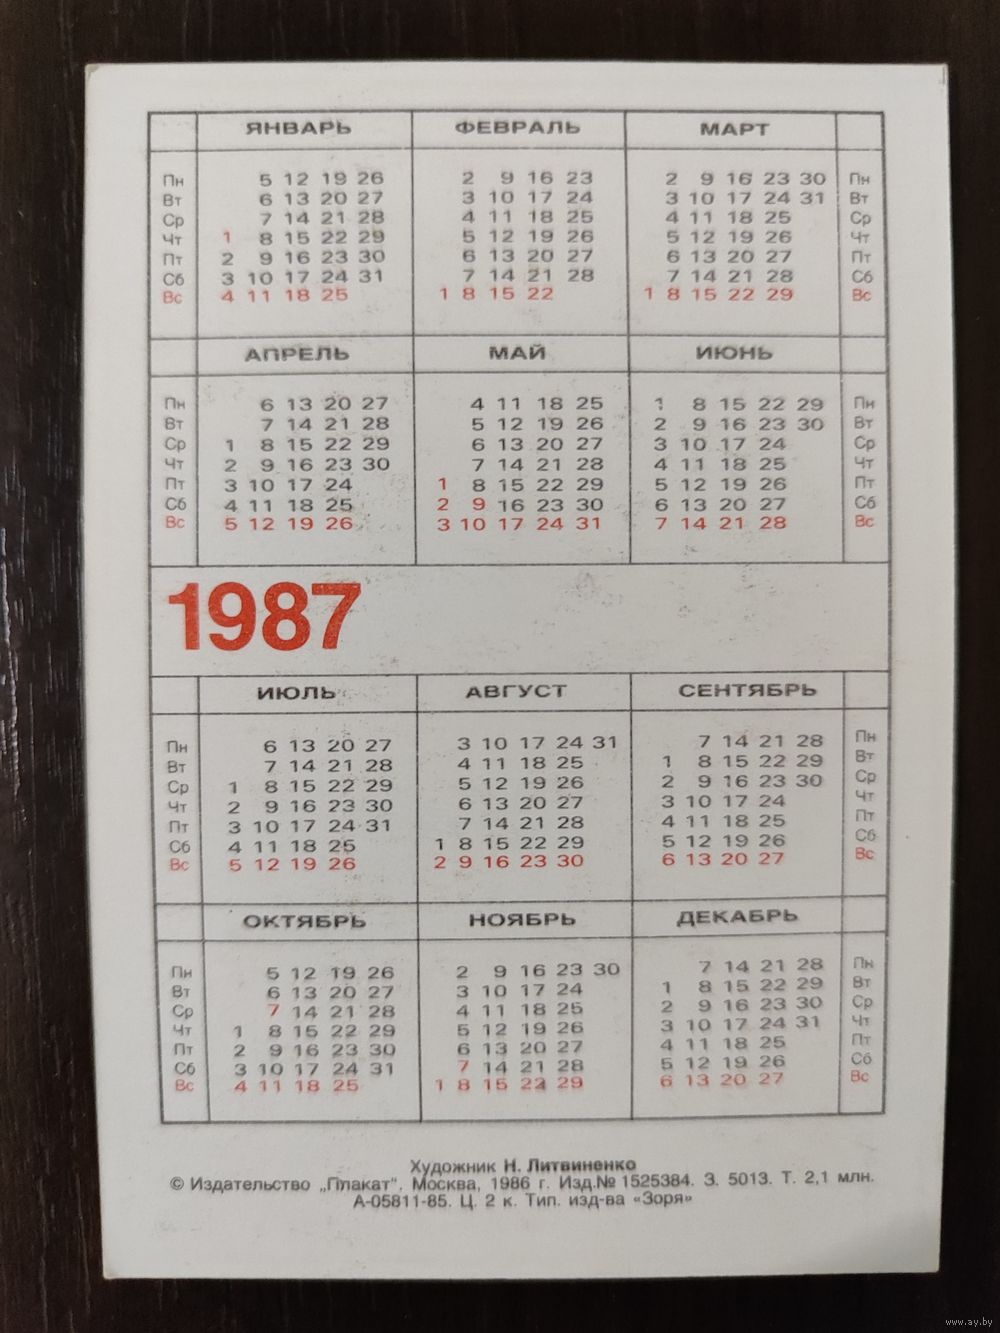 ЯНВАРЬ ФЕВРАЛЬ МАРТ
Пн 5 12 19 26 2 9 16 23 2 9 16 23 30 Пн
Вт 6 13 20 27 3 10 17 24 3 10 17 24 31 Вт
Ср 7 14 21 28 4 11 18 25 4 11 18 25 Ср
Чт 1 8 15 22 29 5 12 19 26 5 12 19 26 Чт
Пт 2 9 16 23 30 6 13 20 27 6 13 20 27 Пт
Сб 3 10 17 24 31 7 14 21 28 7 14 21 28 Сб
Вс 4 11 18 25 1 8 15 22 1 8 15 22 29 Вс
АПРЕЛЬ МАЙ ИЮНЬ
Пн 6 13 20 27 4 11 18 25 1 8 15 22 29 Пн
Вт 7 14 21 28 5 12 19 26 2 9 16 23 30 Вт
Ср 1 8 15 22 29 6 13 20 27 3 10 17 24 Ср
Чт 2 9 16 23 30 7 14 21 28 4 11 18 25 Чт
Пт 3 10 17 24 1 8 15 22 29 5 12 19 26 Пт
Сб 4 11 18 25 2 9 16 23 30 6 13 20 27 Сб
Вс 5 12 19 26 3 10 17 24 31 7 14 21 28 Вс
1987
ИЮЛЬ АВГУСТ СЕНТЯБРЬ
Пн 6 13 20 27 3 10 17 24 31 7 14 21 28 Пн
Вт 7 14 21 28 4 11 18 25 1 8 15 22 29 Вт
Ср 1 8 15 22 29 5 12 19 26 2 9 16 23 30 Ср
Чт 2 9 16 23 30 6 13 20 27 3 10 17 24 Чт
Пт 3 10 17 24 31 7 14 21 28 4 11 18 25 Пт
Сб 4 11 18 25 1 8 15 22 29 5 12 19 26 Сб
Вс 5 12 19 26 2 9 16 23 30 6 13 20 27 Вс
ОКТЯБРЬ НОЯБРЬ ДЕКАБРЬ
Пн 5 12 19 26 2 9 16 23 30 7 14 21 28 Пн
Вт 6 13 20 27 3 10 17 24 1 8 15 22 29 Вт
Ср 7 14 21 28 4 11 18 25 2 9 16 23 30 Ср
Чт 1 8 15 22 29 5 12 19 26 3 10 17 24 31 Чт
Пт 2 9 16 23 30 6 13 20 27 4 11 18 25 Пт
Сб 3 10 17 24 31 7 14 21 28 5 12 19 26 Сб
Вс 4 11 18 25 1 8 15 22 29 6 13 20 27 Вс
Художник Н. Литвиненко
© Издательство „Плакат“. Москва, 1986 г. Изд.№ 1525384. З. 5013. Т. 2,1 млн.
А-05811-85. Ц. 2 к. Тип. изд-ва «Зоря»
www.ay.by